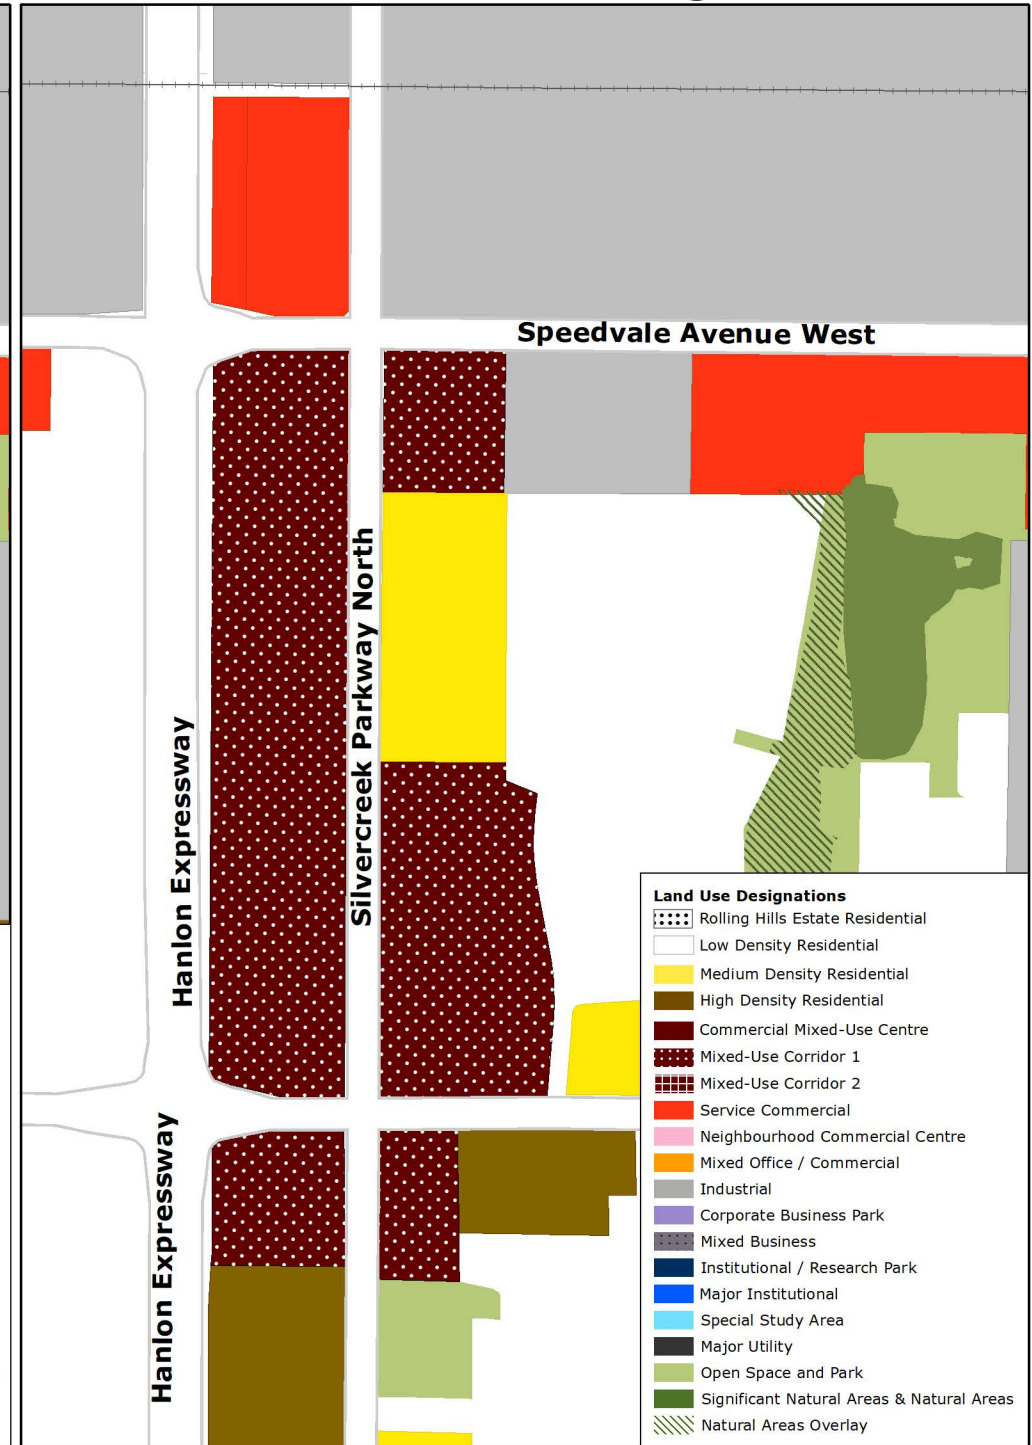 Speedvale Avenue West
Silvercreek Parkway North
Hanlon Expressway
Hanlon Expressway
Land Use Designations
Rolling Hills Estate Residential
Low Density Residential
Medium Density Residential
High Density Residential
Commercial Mixed-Use Centre
Mixed-Use Corridor 1
Mixed-Use Corridor 2
Service Commercial
Neighbourhood Commercial Centre
Mixed Office / Commercial
Industrial
Corporate Business Park
Mixed Business
Institutional / Research Park
Major Institutional
Special Study Area
Major Utility
Open Space and Park
Significant Natural Areas & Natural Areas
Natural Areas Overlay